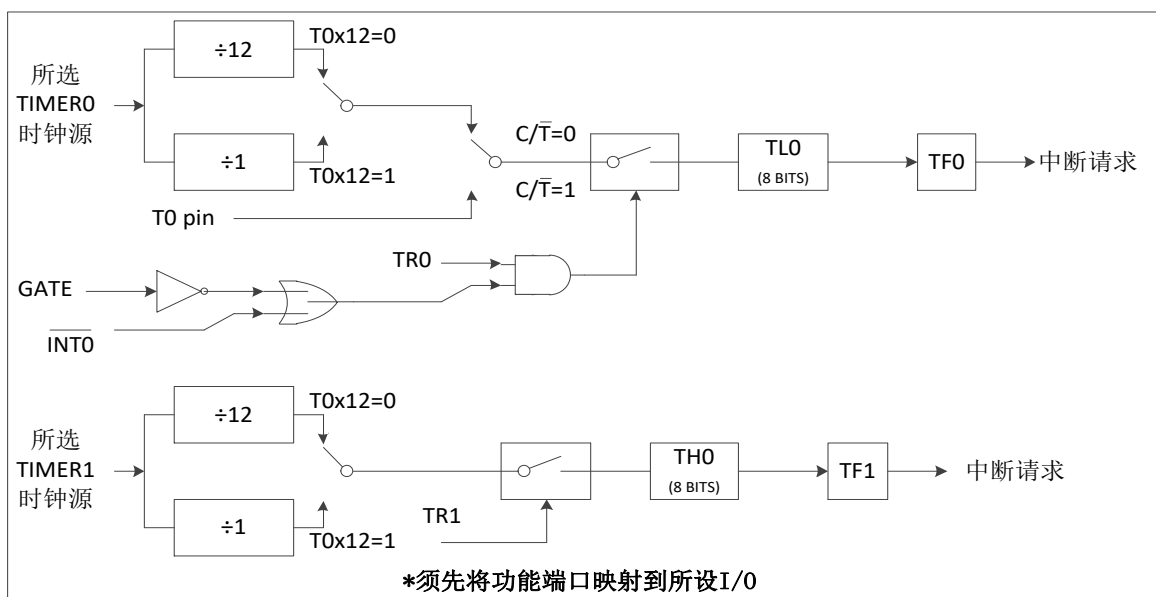 ÷12
T0x12=0
所选
TIMER0
时钟源
÷1
T0x12=1
C/T̅=0
C/T̅=1
TL0
(8 BITS)
TF0
中断请求
T0 pin
TR0
GATE
I̅N̅T̅0̅
÷12
T0x12=0
所选
TIMER1
时钟源
÷1
T0x12=1
TR1
TH0
(8 BITS)
TF1
中断请求
*须先将功能端口映射到所设I/O